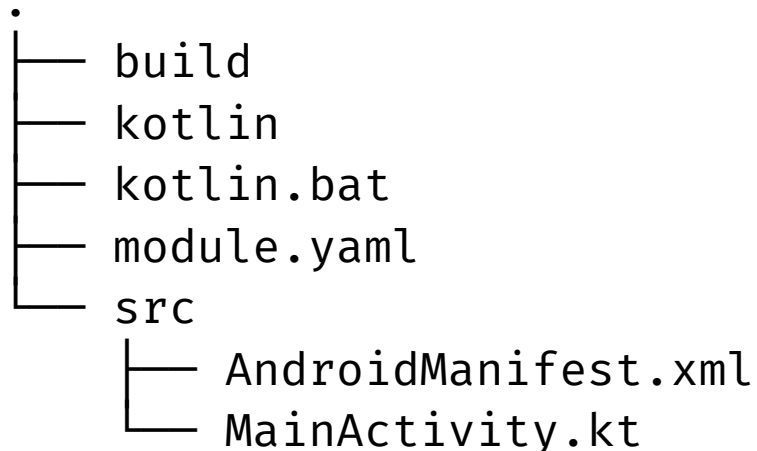 .
├── build
├── kotlin
├── kotlin.bat
├── module.yaml
└── src
    ├── AndroidManifest.xml
    └── MainActivity.kt